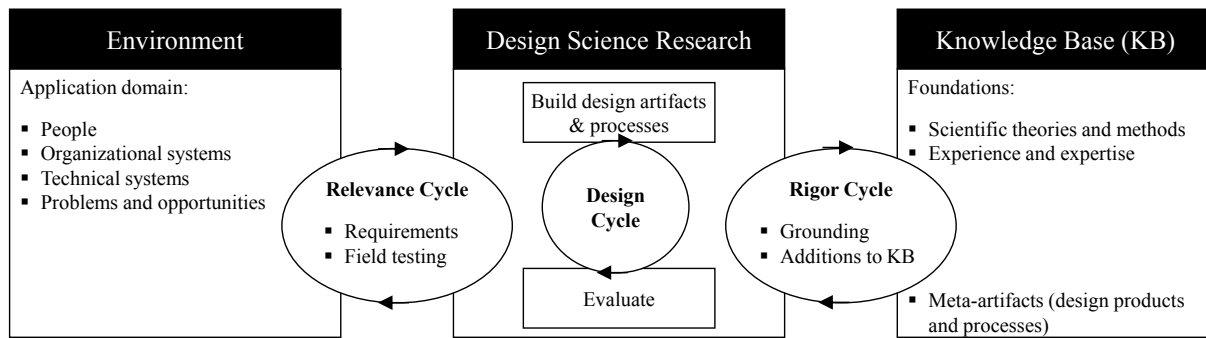 Environment
Application domain:
▪ People
▪ Organizational systems
▪ Technical systems
▪ Problems and opportunities
Relevance Cycle
▪ Requirements
▪ Field testing
Design Science Research
Build design artifacts
& processes
Design
Cycle
Evaluate
Rigor Cycle
▪ Grounding
▪ Additions to KB
Knowledge Base (KB)
Foundations:
▪ Scientific theories and methods
▪ Experience and expertise
▪ Meta-artifacts (design products
and processes)